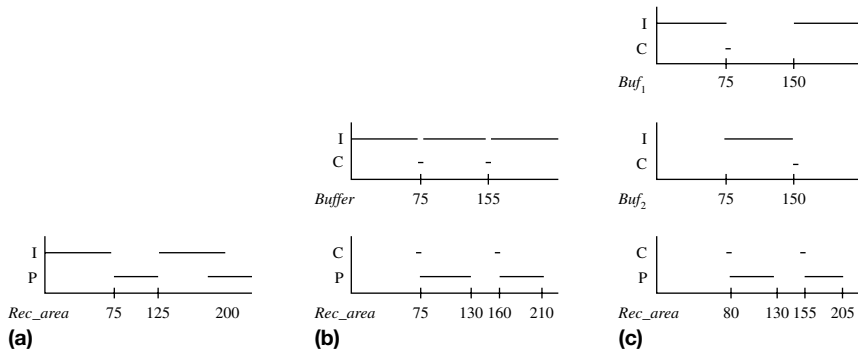 I
C
Buf1
75
150
I
C
Buffer
75
155
I
C
Buf2
75
150
I
P
Rec_area
75
125
200
C
P
Rec_area
75
130
160
210
C
P
Rec_area
80
130
155
205
(a)
(b)
(c)